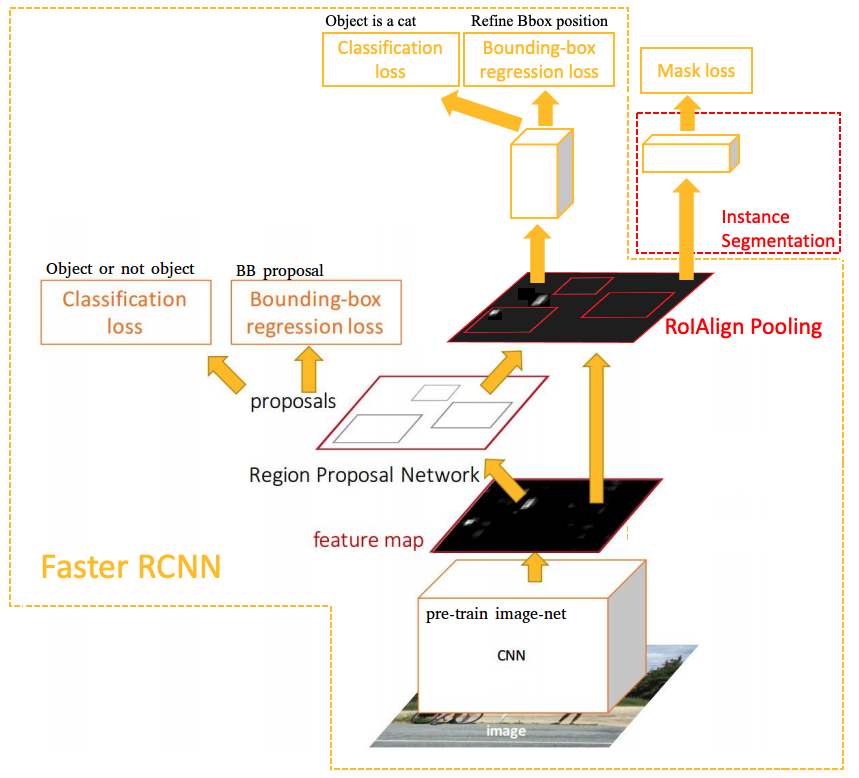 Object is a cat
Refine Bbox position
Classification
loss
Bounding-box
regression loss
Mask loss
Instance
Segmentation
Object or not object
BB proposal
Classification
loss
Bounding-box
regression loss
RoIAlign Pooling
proposals
Region Proposal Network
feature map
Faster RCNN
pre-train image-net
CNN
image